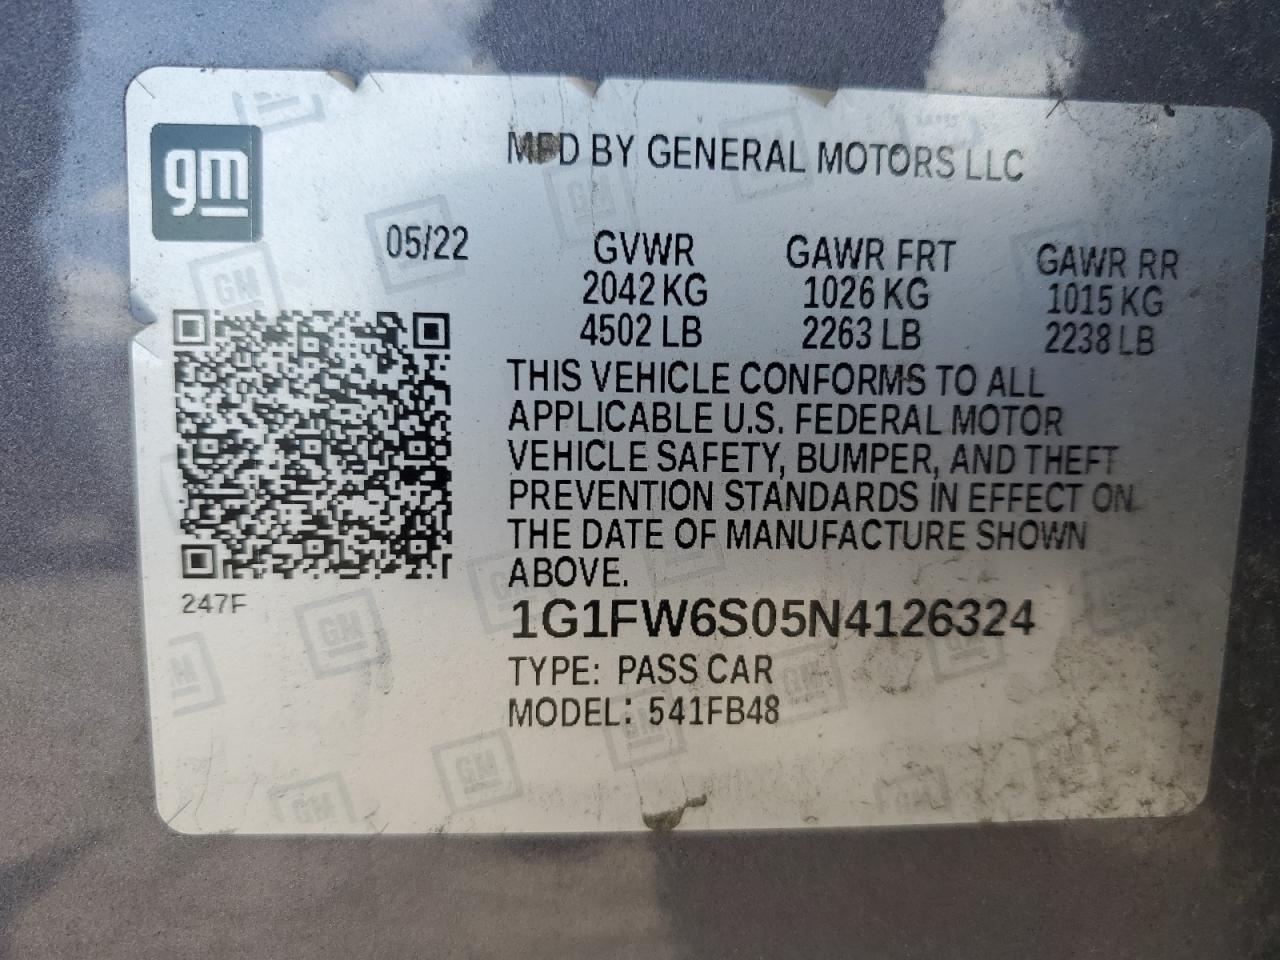 gm
MFD BY GENERAL MOTORS LLC
05/22
GVWR GAWR FRT GAWR RR
2042 KG 1026 KG 1015 KG
4502 LB 2263 LB 2238 LB
THIS VEHICLE CONFORMS TO ALL
APPLICABLE U.S. FEDERAL MOTOR
VEHICLE SAFETY, BUMPER, AND THEFT
PREVENTION STANDARDS IN EFFECT ON
THE DATE OF MANUFACTURE SHOWN
ABOVE.
247F
1G1FW6S05N4126324
TYPE: PASS CAR
MODEL: 541FB48